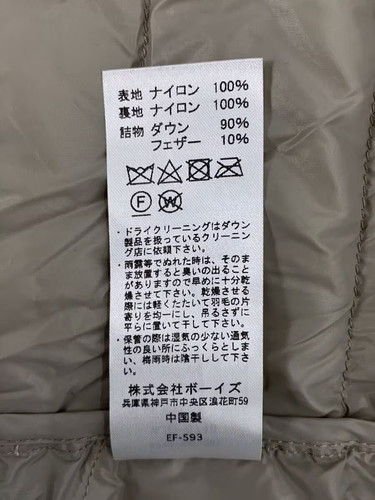 表地 ナイロン 100%
裏地 ナイロン 100%
詰物 ダウン 90%
フェザー 10%
F W
・ドライクリーニングはダウン
製品を扱っているクリーニン
グ店に依頼下さい。
・雨露等でぬれた時は、そのま
まま放置すると臭いの出ること
がありますので早めに十分乾
燥させて下さい。乾燥させる
際には軽くたたいて羽毛の片
寄りを均一にし、吊るさずに
平らに置いて干して下さい。
・保管の際は湿気の少ない通気
性の良い所にふっくらとしま
い、梅雨時は陰干しして下さ
い。
株式会社ボーイズ
兵庫県神戸市中央区浪花町59
中国製
EF-593